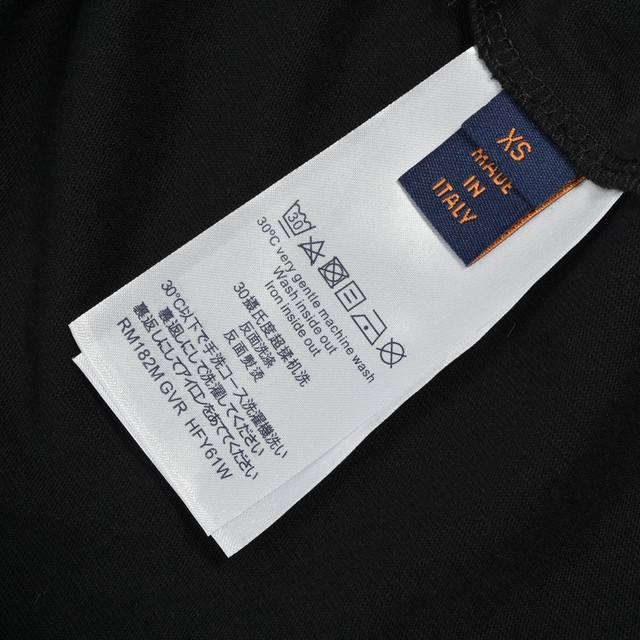 XS
MADE
IN
ITALY
30
30°C very gentle machine wash
Wash inside out
Iron inside out
30摄氏度超柔机洗
反面洗涤
反面熨烫
30℃以下で手洗コース洗濯機洗い
裏返しにして洗濯してください
裏返しにしてアイロンをあててください
RM182M GVR HFY61W